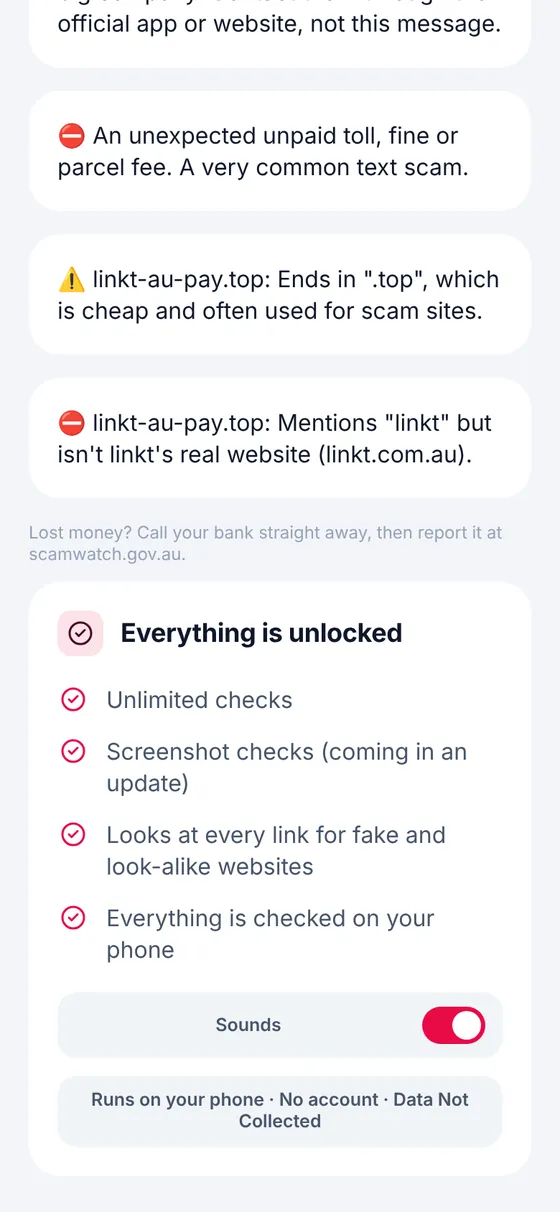 official app or website, not this message.
⛔ An unexpected unpaid toll, fine or
parcel fee. A very common text scam.
⚠️ linkt-au-pay.top: Ends in ".top", which
is cheap and often used for scam sites.
⛔ linkt-au-pay.top: Mentions "linkt" but
isn't linkt's real website (linkt.com.au).
Lost money? Call your bank straight away, then report it at
scamwatch.gov.au.
Everything is unlocked
Unlimited checks
Screenshot checks (coming in an
update)
Looks at every link for fake and
look-alike websites
Everything is checked on your
phone
Sounds
Runs on your phone · No account · Data Not
Collected